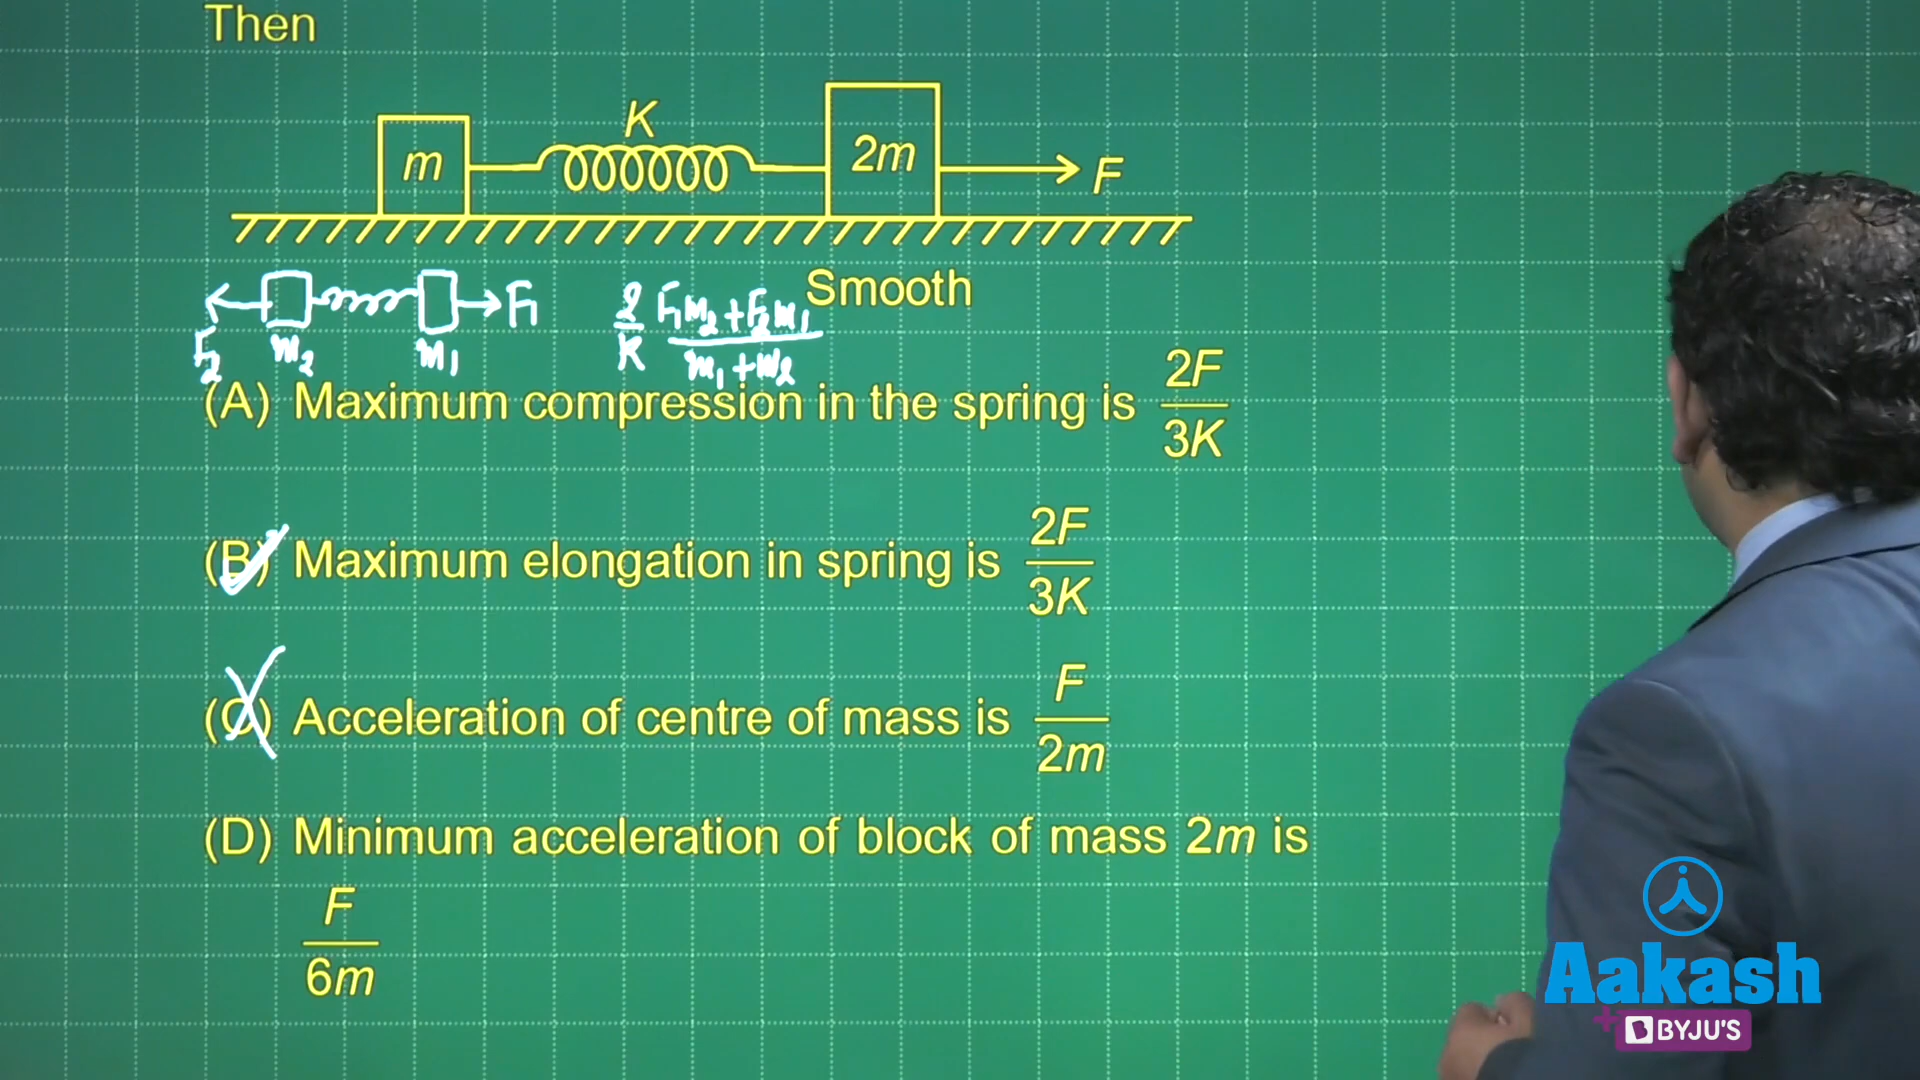 Then
K
m
000000
2m
F
Smooth
F1
F2
m2
m1
2/K F1m2+F2m1/m1+m2
(A) Maximum compression in the spring is 2F/3K
(B) Maximum elongation in spring is 2F/3K
(C) Acceleration of centre of mass is F/2m
(D) Minimum acceleration of block of mass 2m is
F/6m
Aakash
+ B BYJU'S